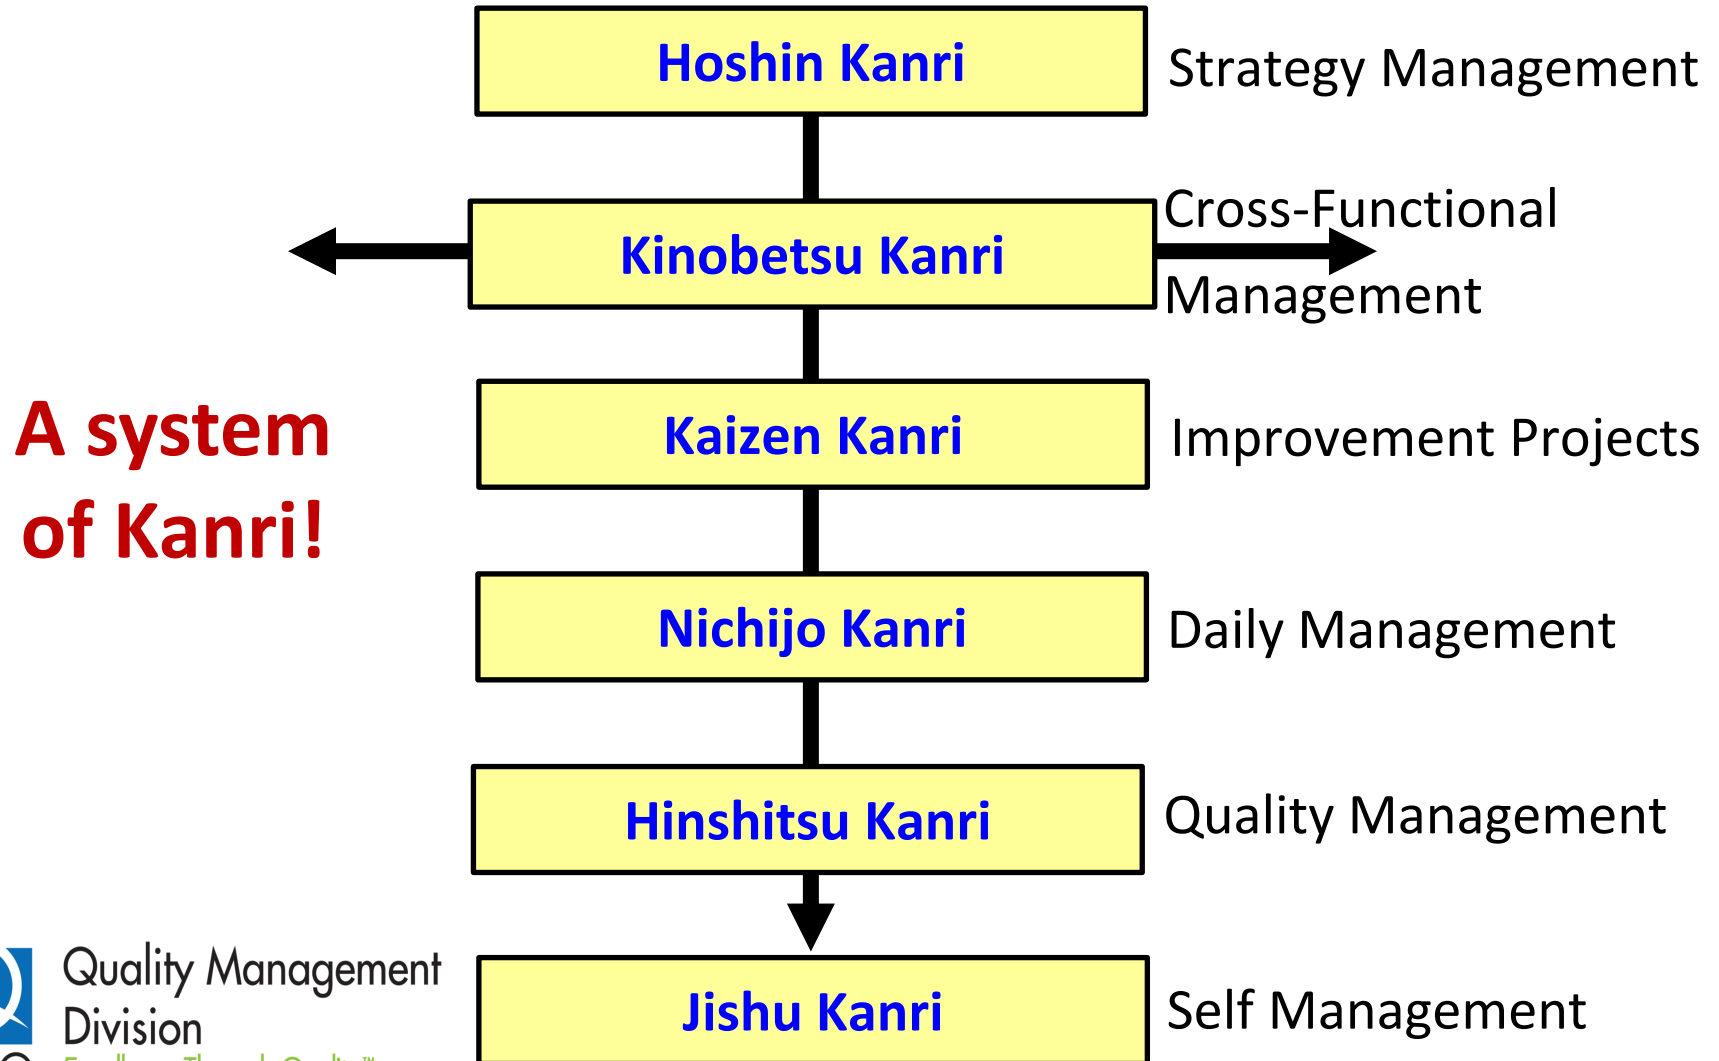 Hoshin Kanri
Strategy Management
Kinobetsu Kanri
Cross-Functional
Management
Kaizen Kanri
Improvement Projects
A system
of Kanri!
Nichijo Kanri
Daily Management
Hinshitsu Kanri
Quality Management
Jishu Kanri
Self Management
Quality Management
Division